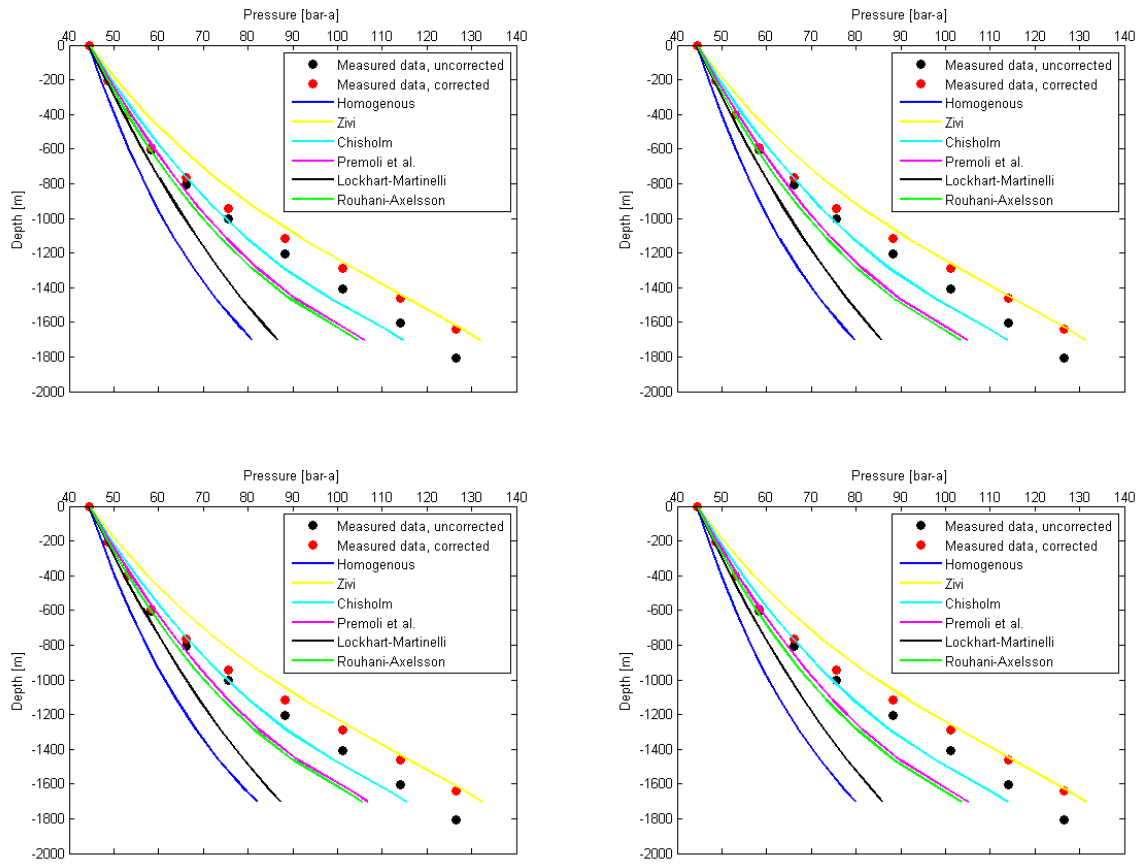 Pressure [bar-a]
40 50 60 70 80 90 100 110 120 130 140
0
-200
-400
-600
-800
-1000
-1200
-1400
-1600
-1800
-2000
Depth [m]
Measured data, uncorrected
Measured data, corrected
Homogenous
Zivi
Chisholm
Premoli et al.
Lockhart-Martinelli
Rouhani-Axelsson
Pressure [bar-a]
40 50 60 70 80 90 100 110 120 130 140
0
-200
-400
-600
-800
-1000
-1200
-1400
-1600
-1800
-2000
Depth [m]
Measured data, uncorrected
Measured data, corrected
Homogenous
Zivi
Chisholm
Premoli et al.
Lockhart-Martinelli
Rouhani-Axelsson
Pressure [bar-a]
40 50 60 70 80 90 100 110 120 130 140
0
-200
-400
-600
-800
-1000
-1200
-1400
-1600
-1800
-2000
Depth [m]
Measured data, uncorrected
Measured data, corrected
Homogenous
Zivi
Chisholm
Premoli et al.
Lockhart-Martinelli
Rouhani-Axelsson
Pressure [bar-a]
40 50 60 70 80 90 100 110 120 130 140
0
-200
-400
-600
-800
-1000
-1200
-1400
-1600
-1800
-2000
Depth [m]
Measured data, uncorrected
Measured data, corrected
Homogenous
Zivi
Chisholm
Premoli et al.
Lockhart-Martinelli
Rouhani-Axelsson